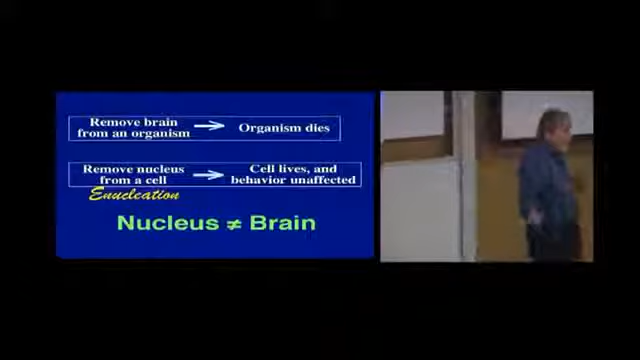 Remove brain
from an organism
Organism dies
Remove nucleus
from a cell
Cell lives, and
behavior unaffected
Enucleation
Nucleus ≠ Brain